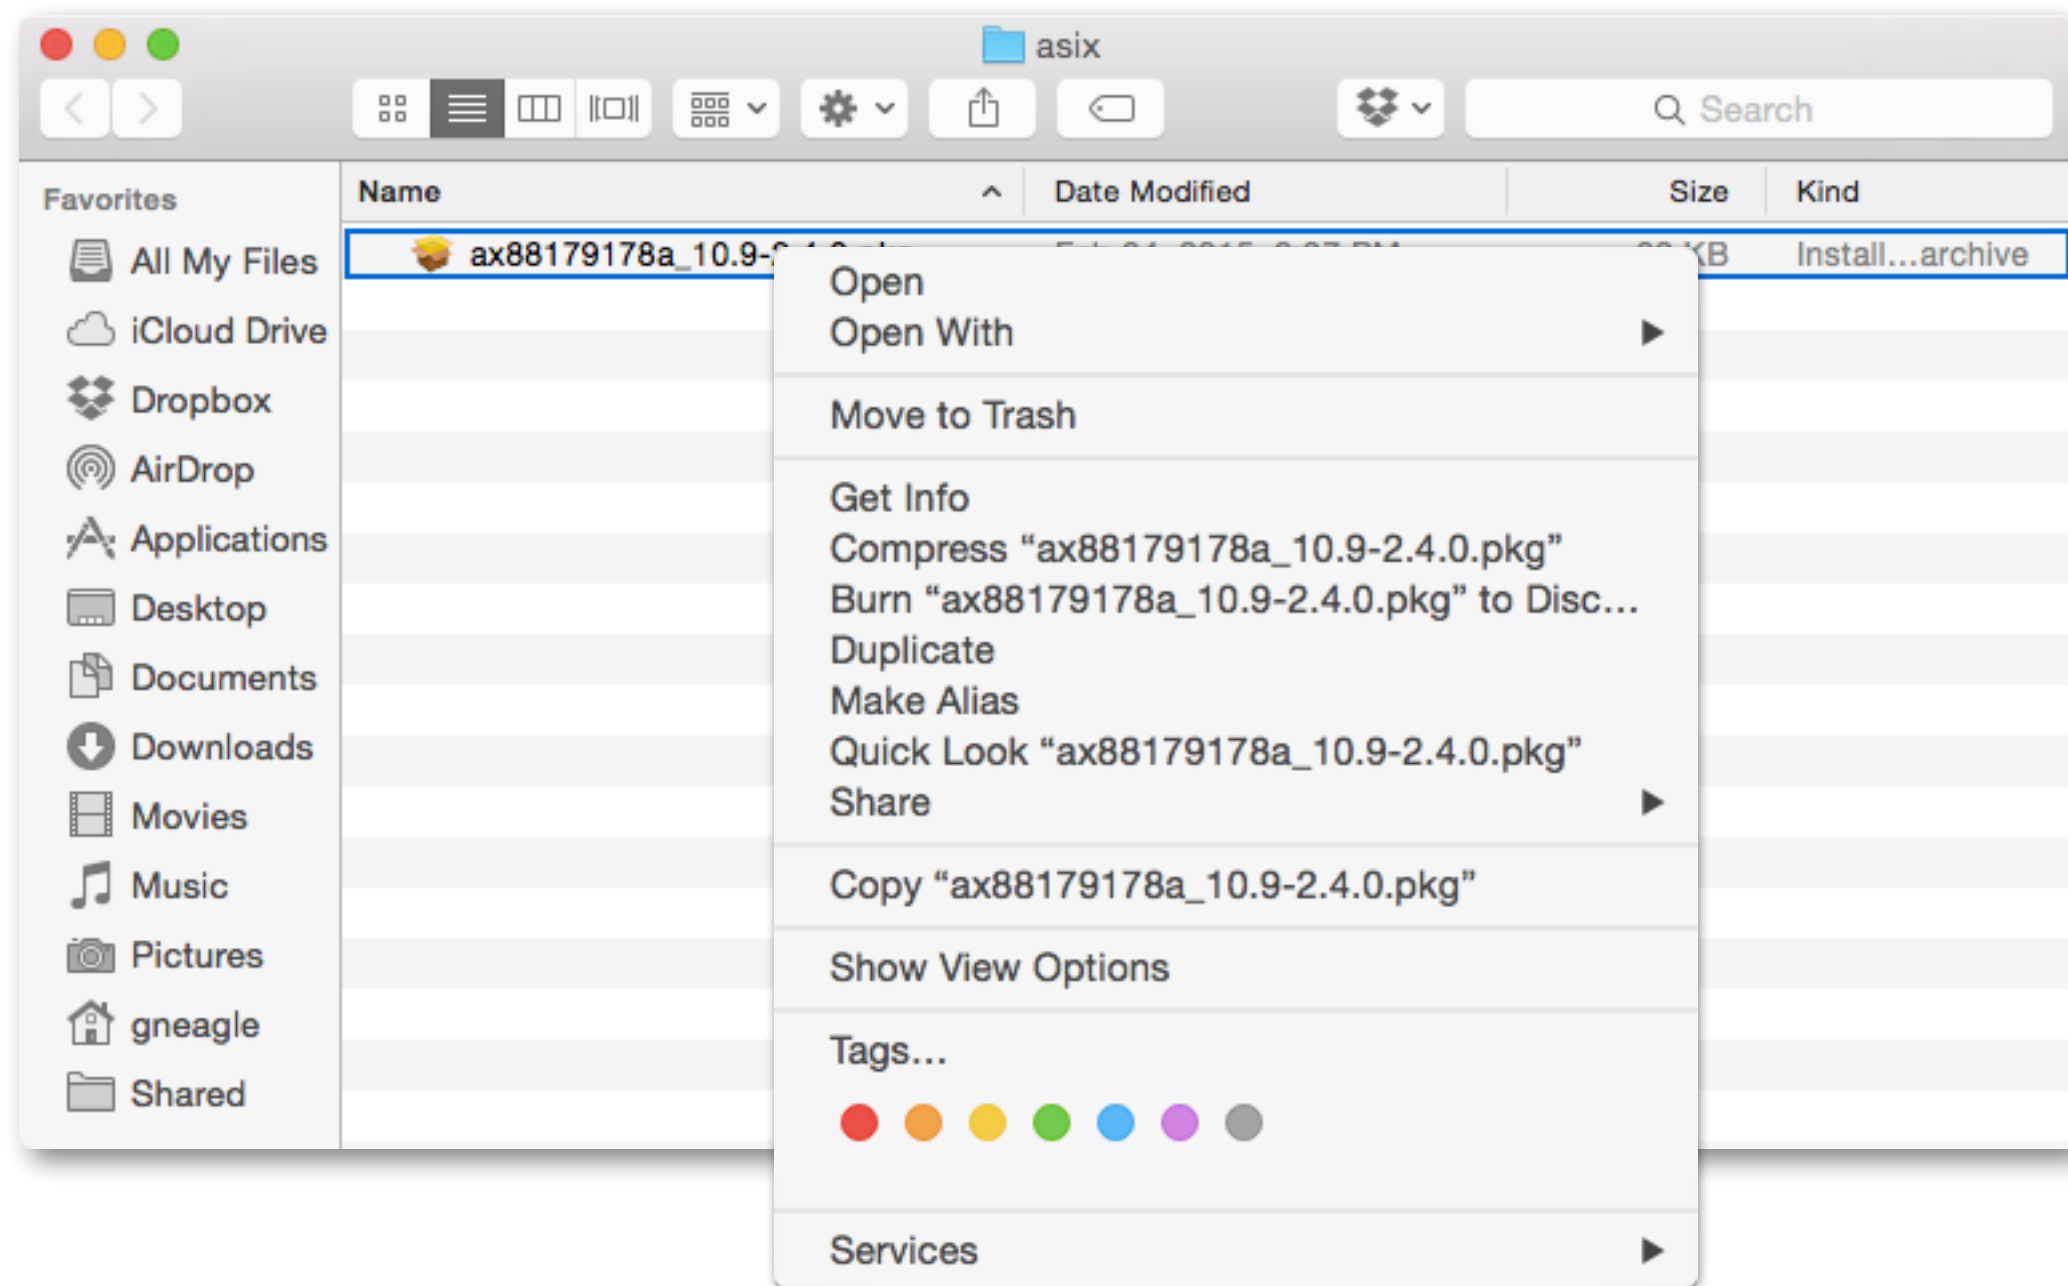 asix
Search
Favorites
Name Date Modified Size Kind
ax88179178a_10.9- KB Install...archive
All My Files
iCloud Drive
Dropbox
AirDrop
Applications
Desktop
Documents
Downloads
Movies
Music
Pictures
gneagle
Shared
Open
Open With
Move to Trash
Get Info
Compress “ax88179178a_10.9-2.4.0.pkg”
Burn “ax88179178a_10.9-2.4.0.pkg” to Disc...
Duplicate
Make Alias
Quick Look “ax88179178a_10.9-2.4.0.pkg”
Share
Copy “ax88179178a_10.9-2.4.0.pkg”
Show View Options
Tags...
Services